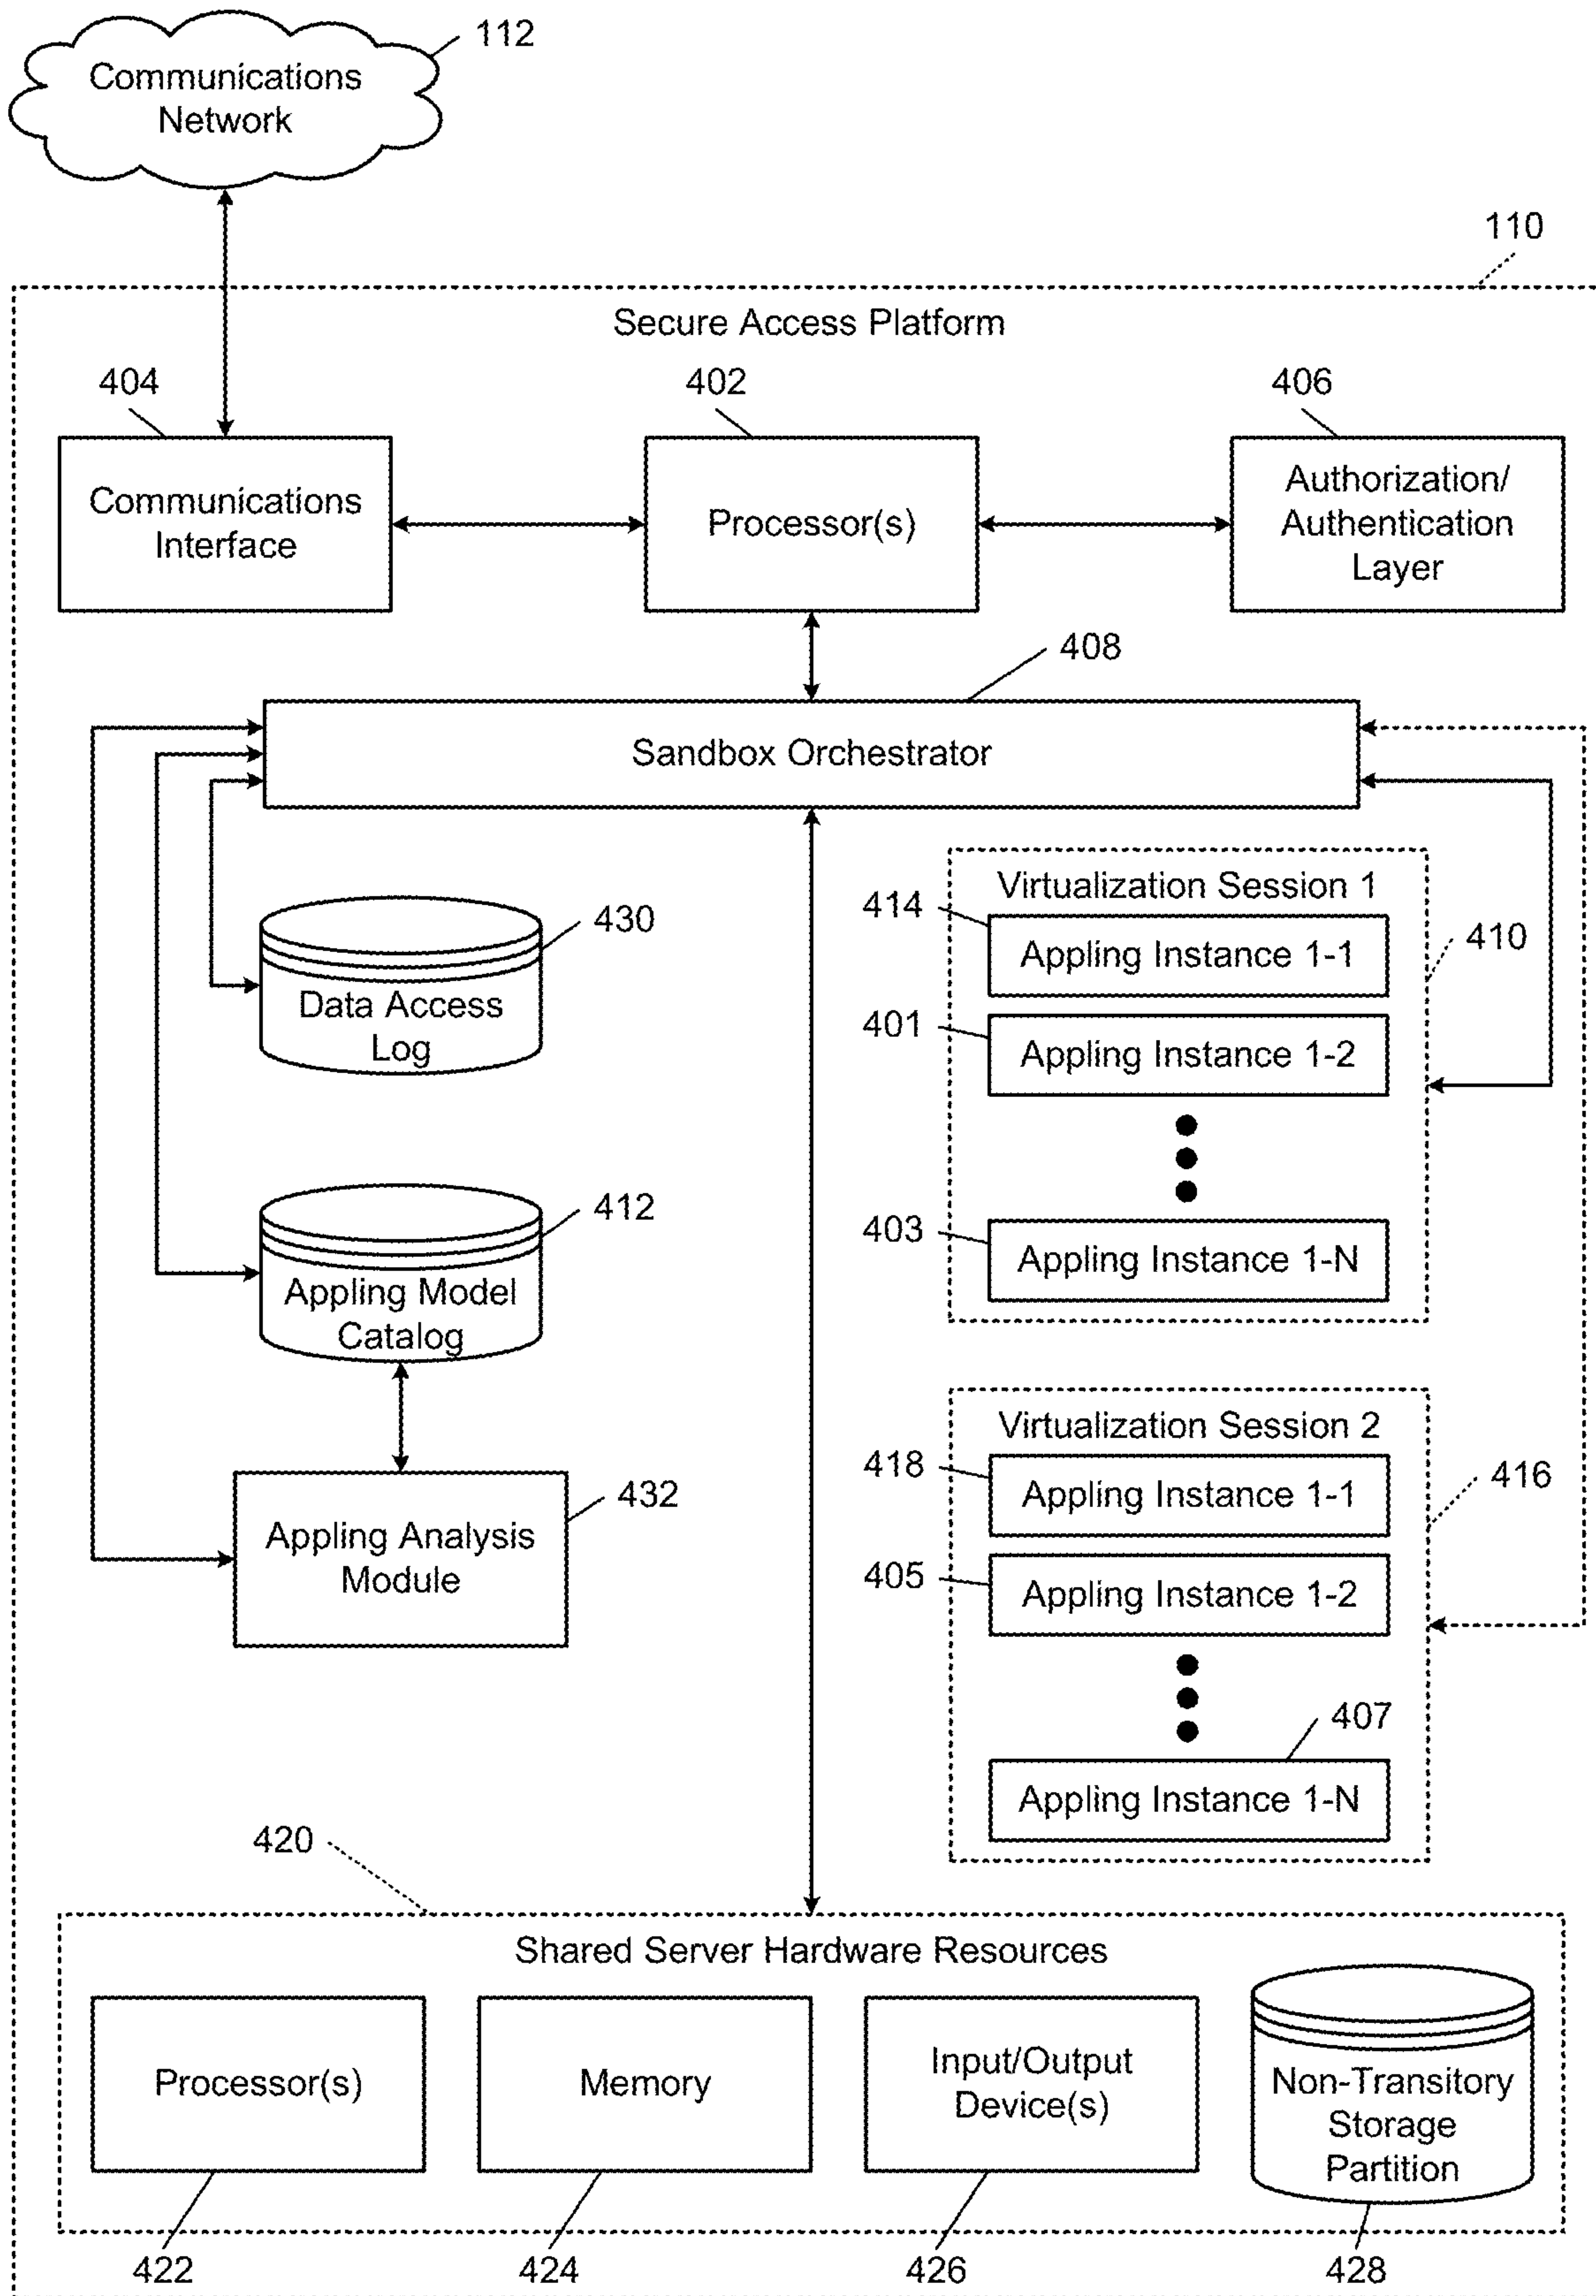 112
Communications
Network
110
Secure Access Platform
404
402
406
Communications
Interface
Processor(s)
Authorization/
Authentication
Layer
408
Sandbox Orchestrator
430
Data Access
Log
412
Appling Model
Catalog
432
Appling Analysis
Module
Virtualization Session 1
414
Appling Instance 1-1
410
401
Appling Instance 1-2
403
Appling Instance 1-N
Virtualization Session 2
418
Appling Instance 1-1
416
405
Appling Instance 1-2
407
Appling Instance 1-N
420
Shared Server Hardware Resources
Processor(s)
Memory
Input/Output
Device(s)
Non-Transitory
Storage
Partition
422
424
426
428